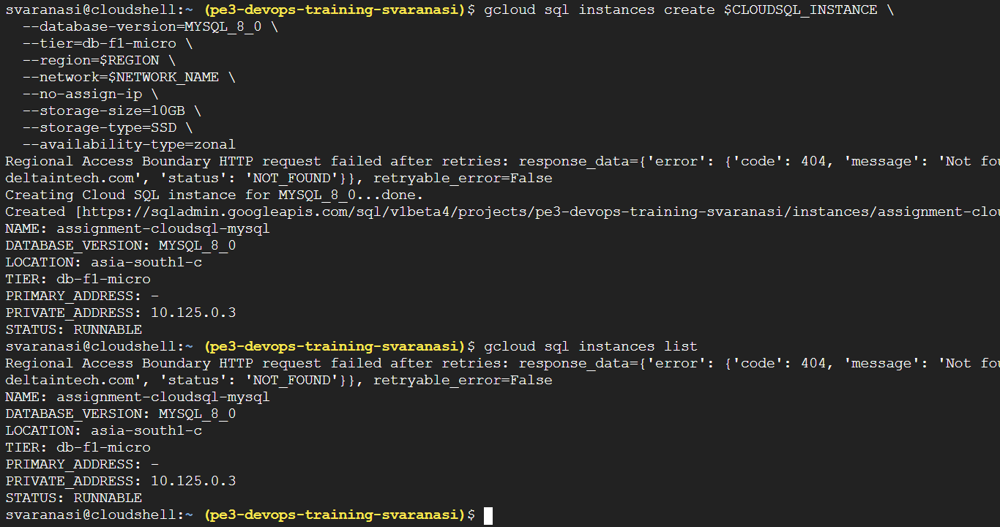 svaranasi@cloudshell:~ (pe3-devops-training-svaranasi)$ gcloud sql instances create $CLOUDSQL_INSTANCE \
  --database-version=MYSQL_8_0 \
  --tier=db-f1-micro \
  --region=$REGION \
  --network=$NETWORK_NAME \
  --no-assign-ip \
  --storage-size=10GB \
  --storage-type=SSD \
  --availability-type=zonal
Regional Access Boundary HTTP request failed after retries: response_data={'error': {'code': 404, 'message': 'Not fou
deltaintech.com', 'status': 'NOT_FOUND'}}, retryable_error=False
Creating Cloud SQL instance for MYSQL_8_0...done.
Created [https://sqladmin.googleapis.com/sql/v1beta4/projects/pe3-devops-training-svaranasi/instances/assignment-clou
NAME: assignment-cloudsql-mysql
DATABASE_VERSION: MYSQL_8_0
LOCATION: asia-south1-c
TIER: db-f1-micro
PRIMARY_ADDRESS: -
PRIVATE_ADDRESS: 10.125.0.3
STATUS: RUNNABLE
svaranasi@cloudshell:~ (pe3-devops-training-svaranasi)$ gcloud sql instances list
Regional Access Boundary HTTP request failed after retries: response_data={'error': {'code': 404, 'message': 'Not fou
deltaintech.com', 'status': 'NOT_FOUND'}}, retryable_error=False
NAME: assignment-cloudsql-mysql
DATABASE_VERSION: MYSQL_8_0
LOCATION: asia-south1-c
TIER: db-f1-micro
PRIMARY_ADDRESS: -
PRIVATE_ADDRESS: 10.125.0.3
STATUS: RUNNABLE
svaranasi@cloudshell:~ (pe3-devops-training-svaranasi)$